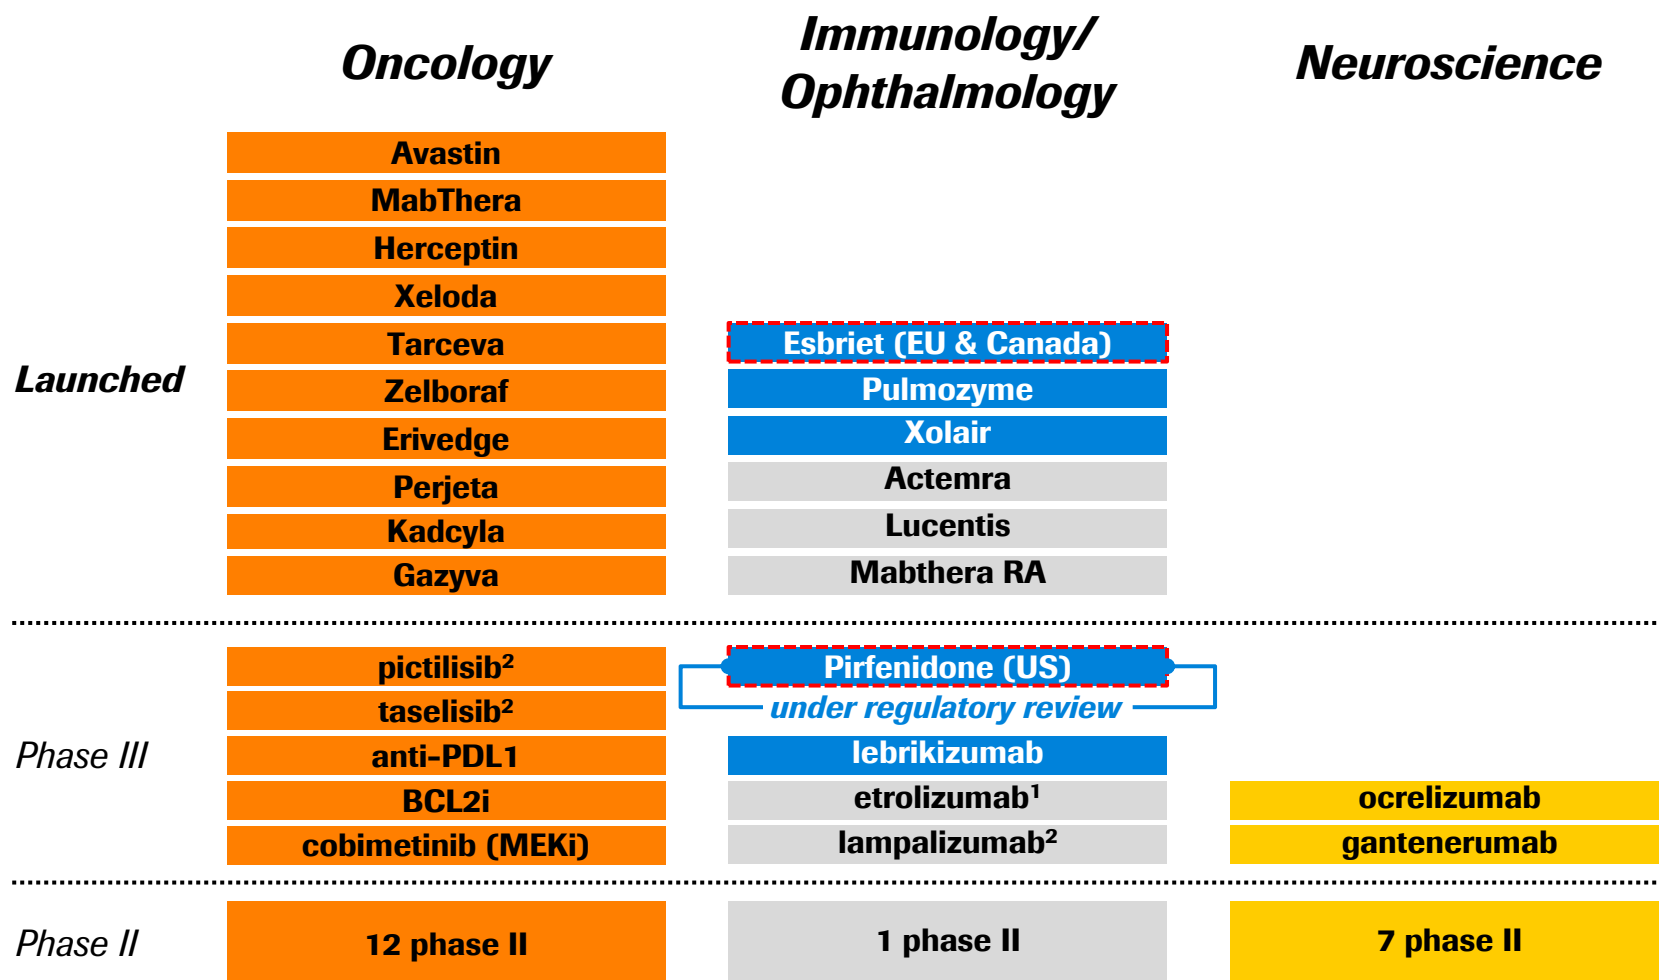 Oncology
Immunology/
Ophthalmology
Neuroscience
Launched
Avastin
MabThera
Herceptin
Xeloda
Tarceva
Zelboraf
Erivedge
Perjeta
Kadcyla
Gazyva
Esbriet (EU & Canada)
Pulmozyme
Xolair
Actemra
Lucentis
Mabthera RA
Phase III
pictilisib²
taselisib²
anti-PDL1
BCL2i
cobimetinib (MEKi)
Pirfenidone (US)
under regulatory review
lebrikizumab
etrolizumab¹
lampalizumab²
ocrelizumab
gantenerumab
Phase II
12 phase II
1 phase II
7 phase II